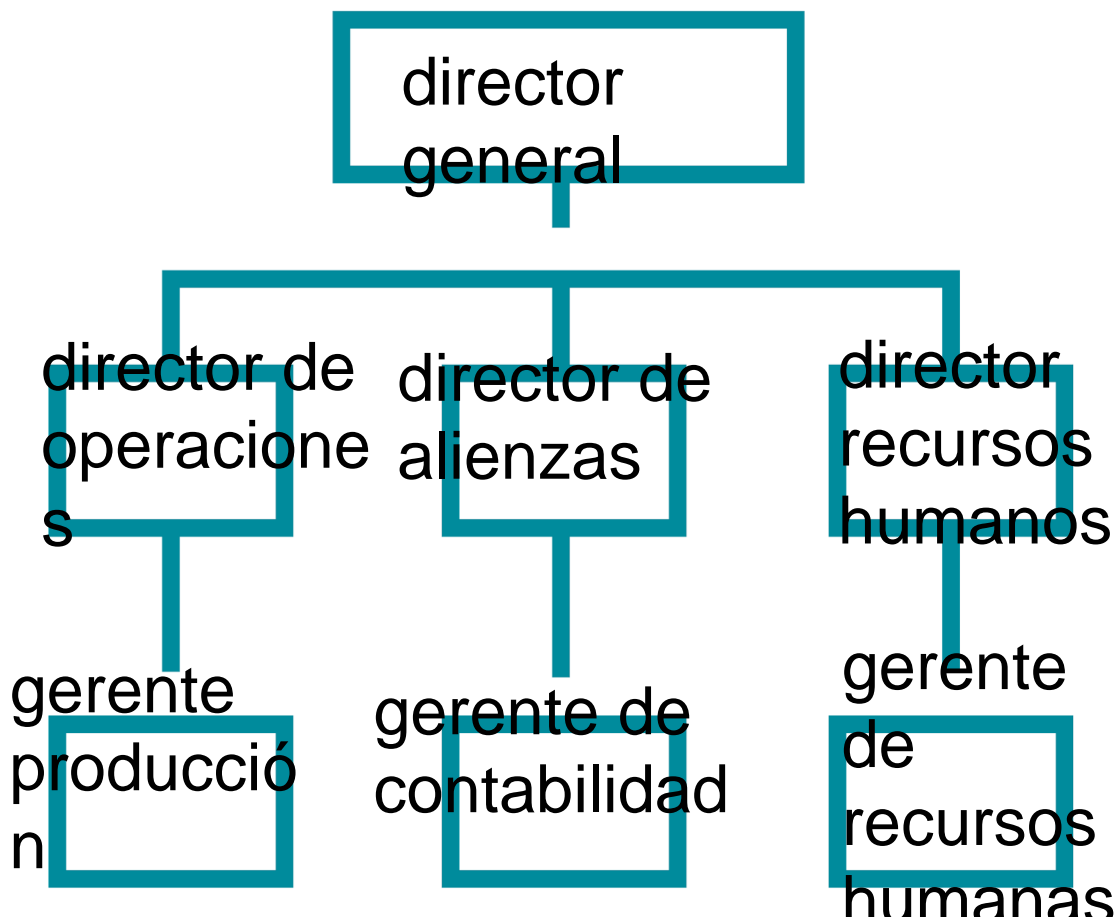 director
general
director de
operacione
s
director de
alienzas
director
recursos
humanos
gerente
producció
n
gerente de
contabilidad
gerente
de
recursos
humanas